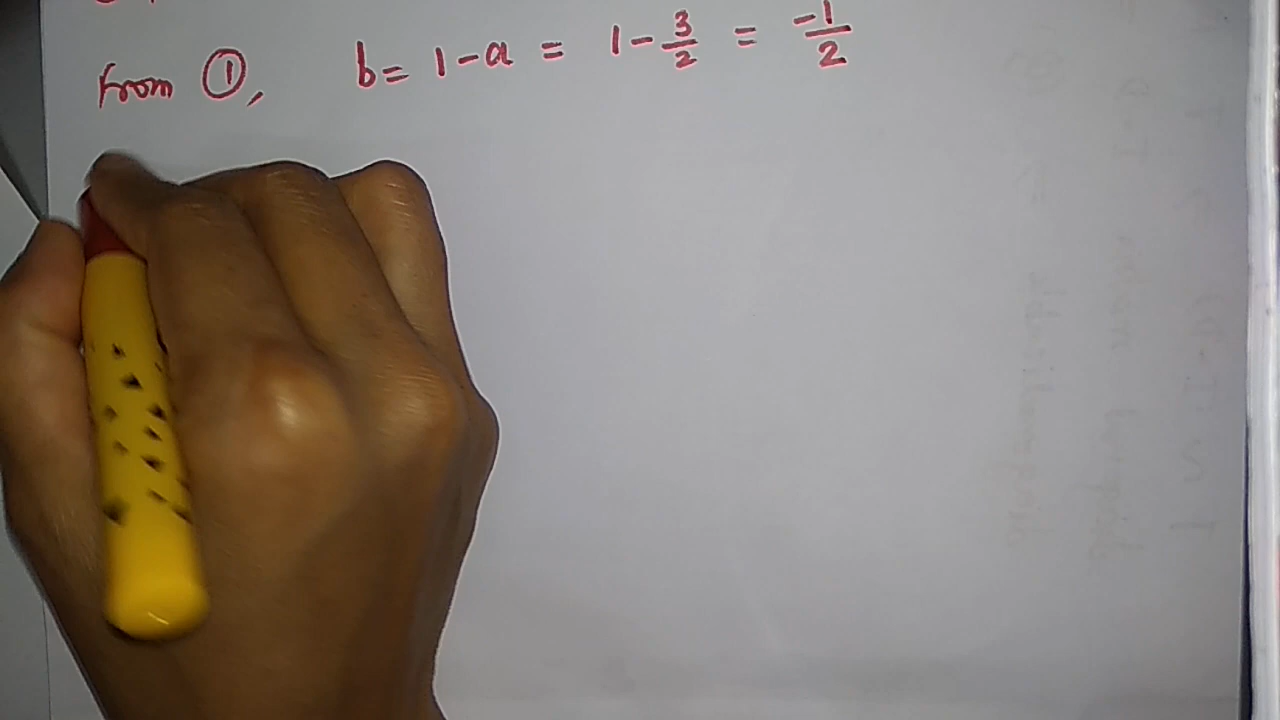 from ①, b = 1 - a = 1 - 3/2 = -1/2